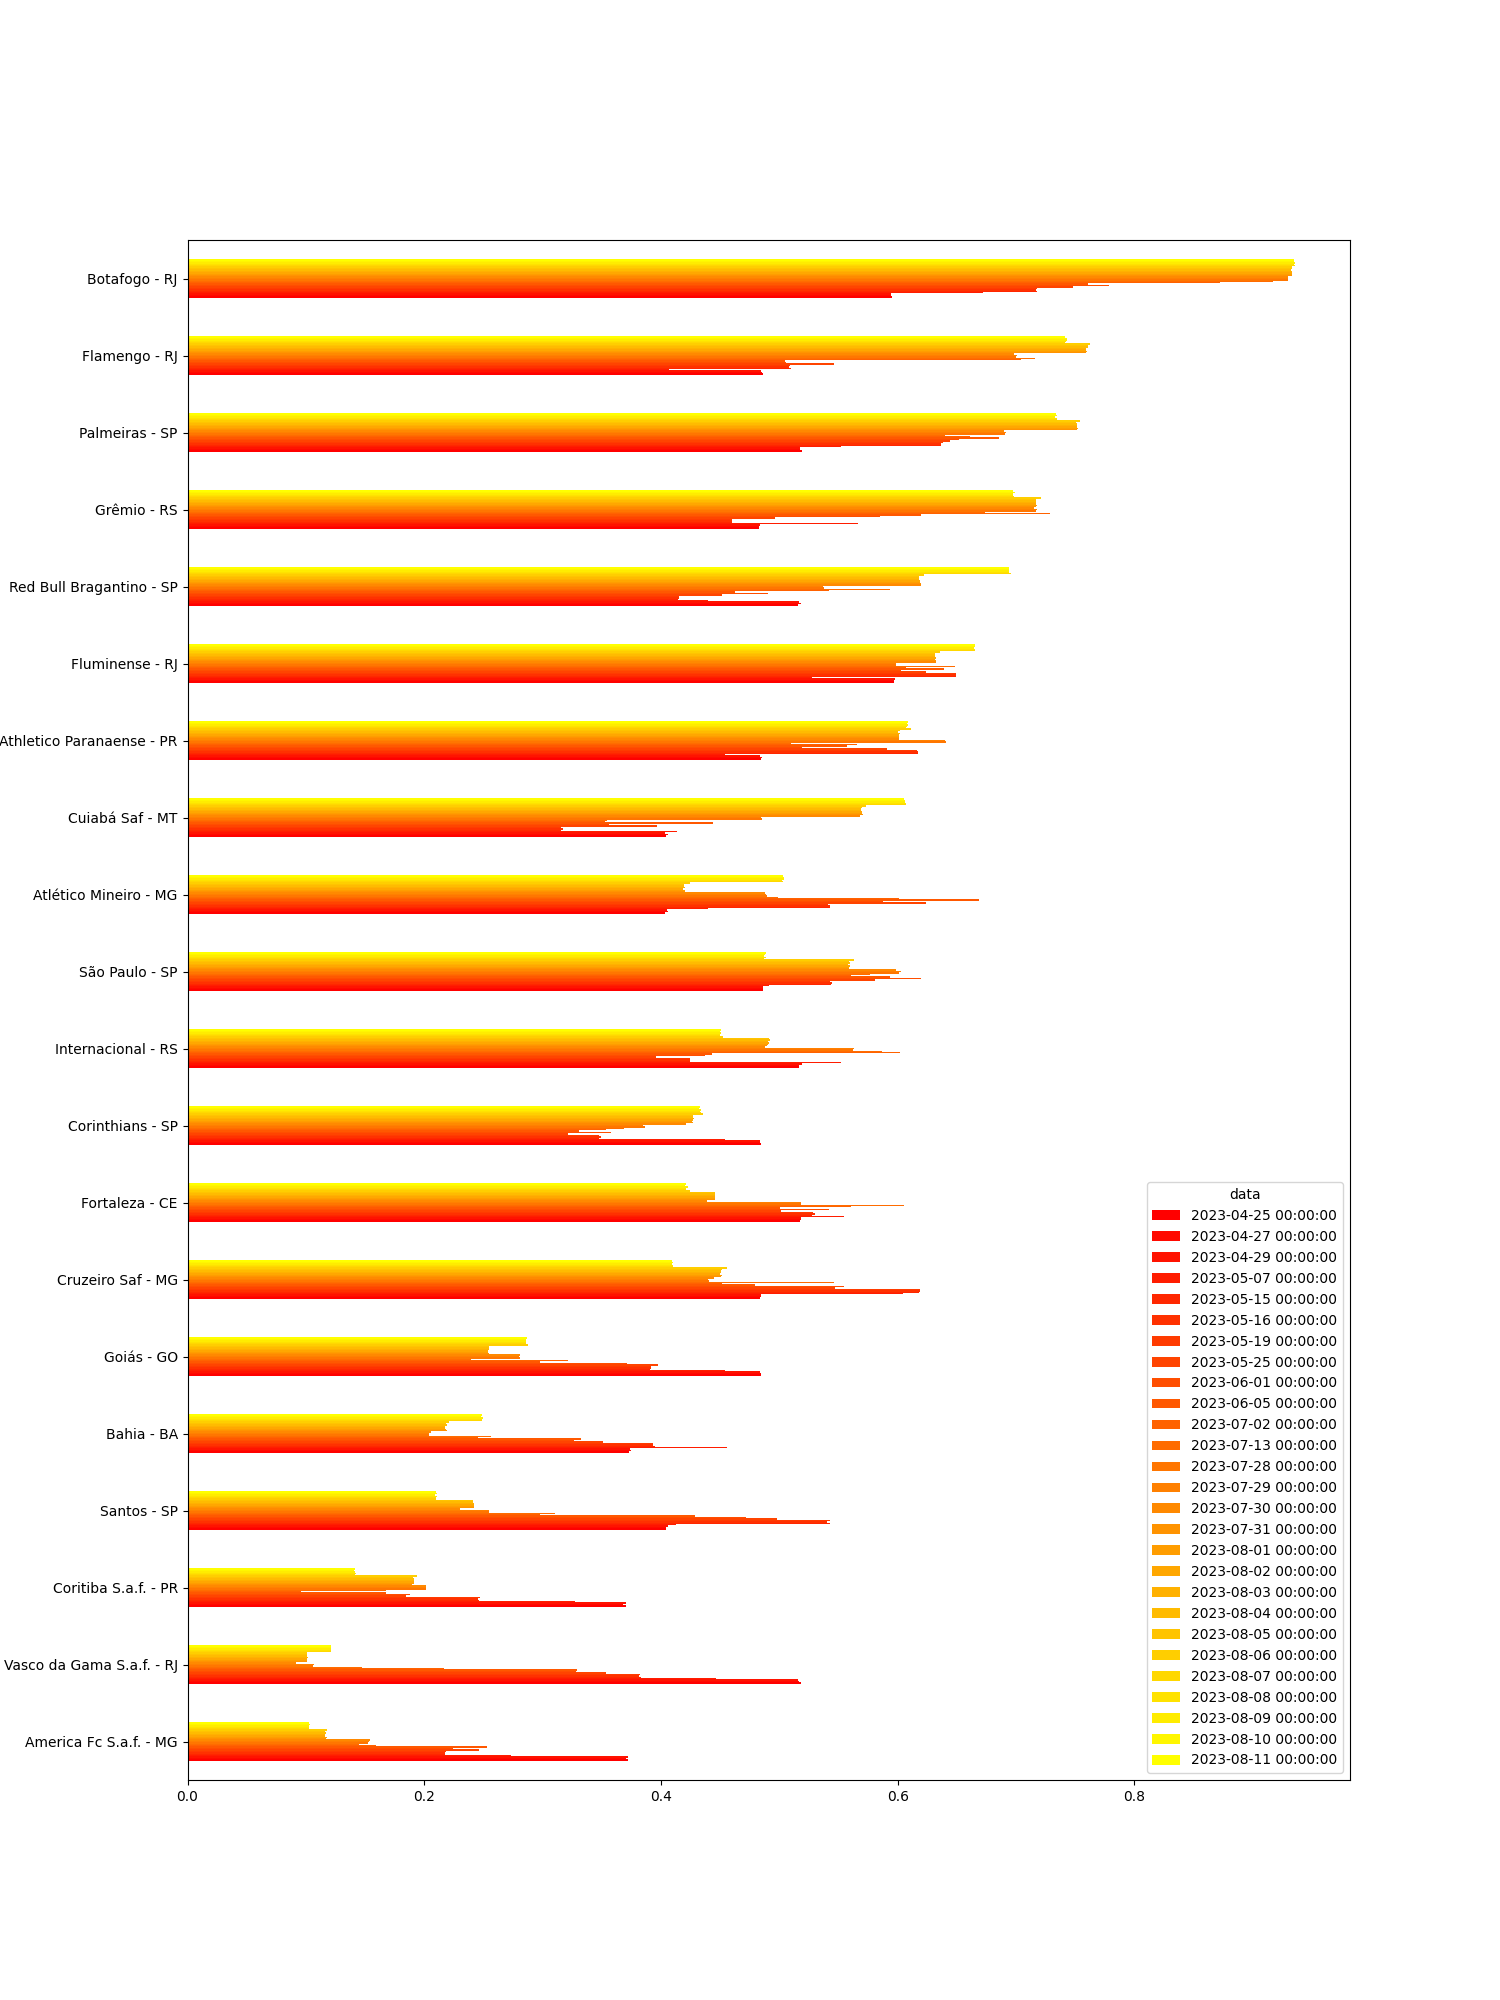 Botafogo - RJ
Flamengo - RJ
Palmeiras - SP
Grêmio - RS
Red Bull Bragantino - SP
Fluminense - RJ
Athletico Paranaense - PR
Cuiabá Saf - MT
Atlético Mineiro - MG
São Paulo - SP
Internacional - RS
Corinthians - SP
Fortaleza - CE
Cruzeiro Saf - MG
Goiás - GO
Bahia - BA
Santos - SP
Coritiba S.a.f. - PR
Vasco da Gama S.a.f. - RJ
America Fc S.a.f. - MG
0.0 0.2 0.4 0.6 0.8
data
2023-04-25 00:00:00
2023-04-27 00:00:00
2023-04-29 00:00:00
2023-05-07 00:00:00
2023-05-15 00:00:00
2023-05-16 00:00:00
2023-05-19 00:00:00
2023-05-25 00:00:00
2023-06-01 00:00:00
2023-06-05 00:00:00
2023-07-02 00:00:00
2023-07-13 00:00:00
2023-07-28 00:00:00
2023-07-29 00:00:00
2023-07-30 00:00:00
2023-07-31 00:00:00
2023-08-01 00:00:00
2023-08-02 00:00:00
2023-08-03 00:00:00
2023-08-04 00:00:00
2023-08-05 00:00:00
2023-08-06 00:00:00
2023-08-07 00:00:00
2023-08-08 00:00:00
2023-08-09 00:00:00
2023-08-10 00:00:00
2023-08-11 00:00:00